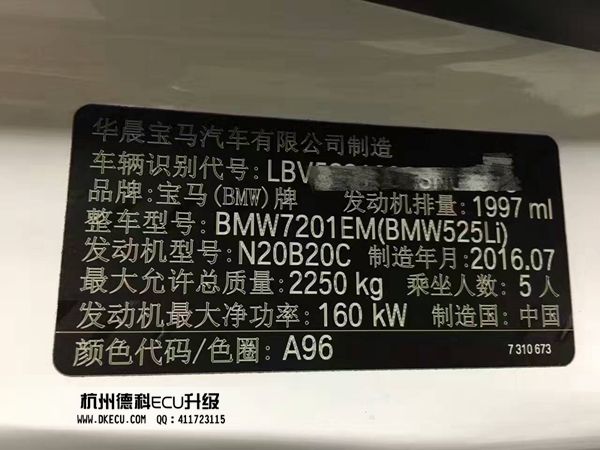 华晨宝马汽车有限公司制造
车辆识别代号: LBV
品牌: 宝马(BMW)牌 发动机排量: 1997 ml
整车型号: BMW7201EM(BMW525Li)
发动机型号: N20B20C 制造年月: 2016.07
最大允许总质量: 2250 kg 乘坐人数: 5 人
发动机最大净功率: 160 kW 制造国: 中国
颜色代码/色圈: A96 7 310 673
杭州德科ECU升级
WWW.DKECU.COM QQ:411723115